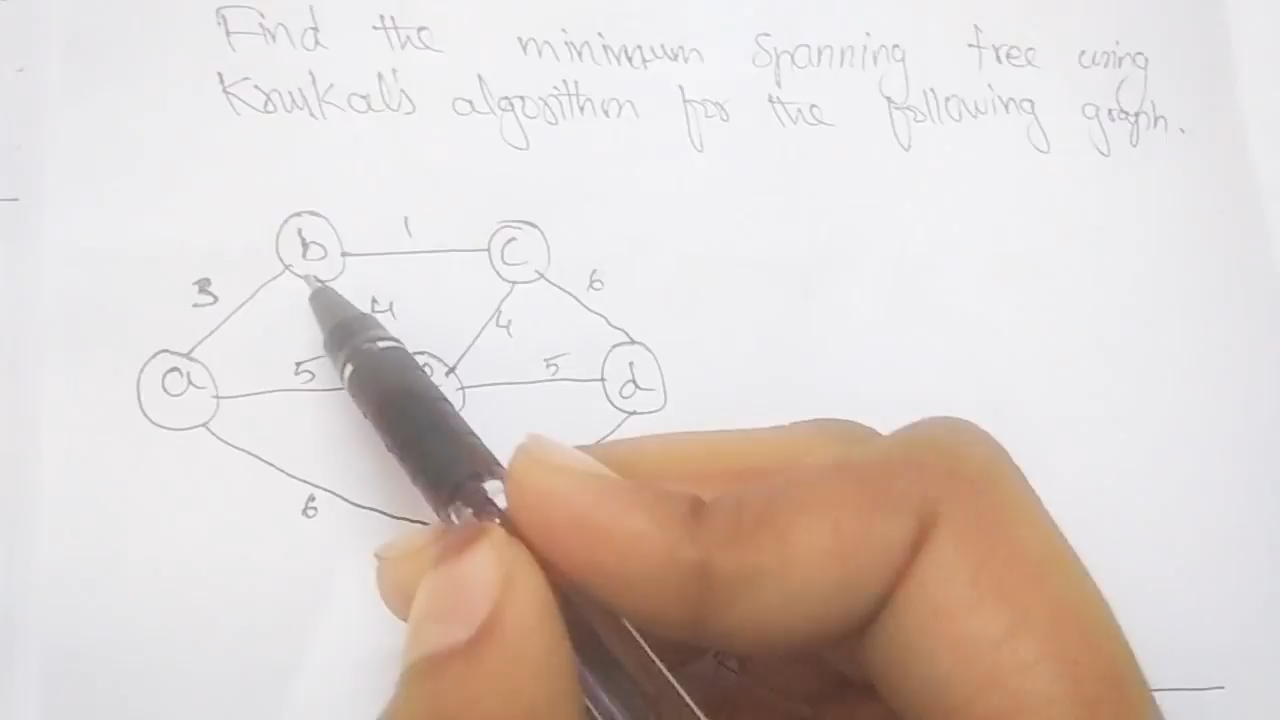 Find the minimum spanning tree using
Kruskal's algorithm for the following graph.
b 1 C
3 4 4 6
a 5 5 d
6